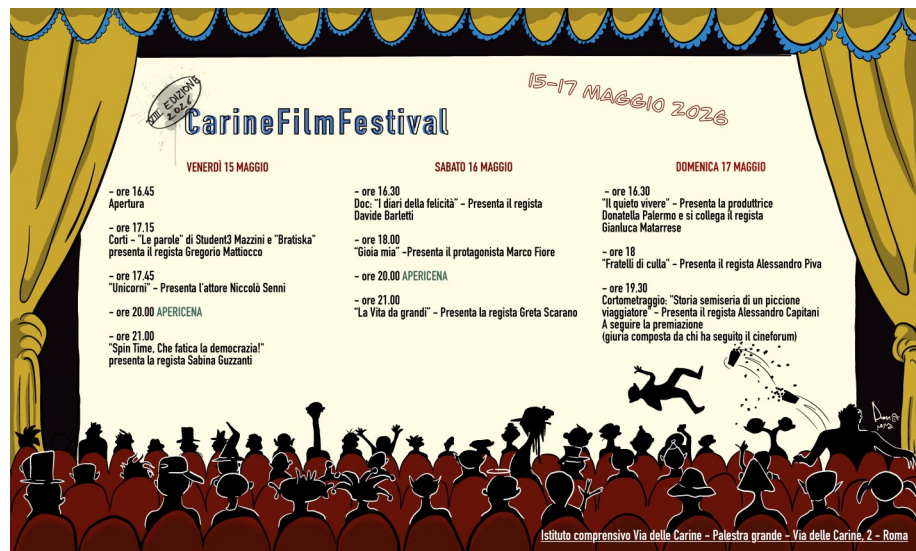 VIII EDIZIONE
2026
CarineFilmFestival
15-17 MAGGIO 2026
VENERDÌ 15 MAGGIO
- ore 16.45
Apertura
- ore 17.15
Corti - "Le parole" di Student3 Mazzini e "Bratiska"
presenta il regista Gregorio Mattiocco
- ore 17.45
"Unicorni" - Presenta l'attore Niccolò Senni
- ore 20.00 APERICENA
- ore 21.00
"Spin Time, Che fatica la democrazia!"
presenta la regista Sabina Guzzanti
SABATO 16 MAGGIO
- ore 16.30
Doc: "I diari della felicità" - Presenta il regista
Davide Barletti
- ore 18.00
"Gioia mia" -Presenta il protagonista Marco Fiore
- ore 20.00 APERICENA
- ore 21.00
"La Vita da grandi" - Presenta la regista Greta Scarano
DOMENICA 17 MAGGIO
- ore 16.30
"Il quieto vivere" - Presenta la produttrice
Donatella Palermo e si collega il regista
Gianluca Matarrese
- ore 18
"Fratelli di culla" - Presenta il regista Alessandro Piva
- ore 19.30
Cortometraggio: "Storia semiseria di un piccione
viaggiatore" - Presenta il regista Alessandro Capitani
A seguire la premiazione
(giuria composta da chi ha seguito il cineforum)
Istituto comprensivo Via delle Carine - Palestra grande - Via delle Carine, 2 - Roma